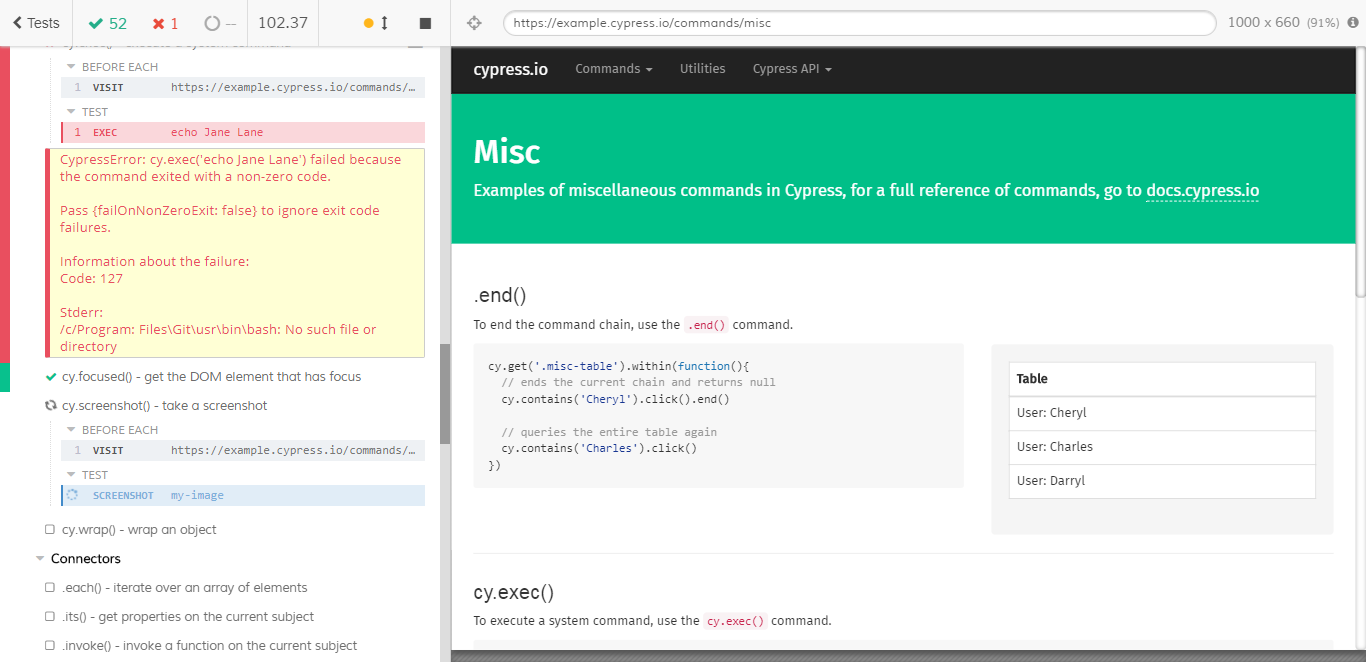 Tests
52
1
--
102.37
https://example.cypress.io/commands/misc
1000 x 660 (91%)
BEFORE EACH
1 VISIT https://example.cypress.io/commands/…
TEST
1 EXEC echo Jane Lane
CypressError: cy.exec('echo Jane Lane') failed because
the command exited with a non-zero code.
Pass {failOnNonZeroExit: false} to ignore exit code
failures.
Information about the failure:
Code: 127
Stderr:
/c/Program: Files\Git\usr\bin\bash: No such file or
directory
cy.focused() - get the DOM element that has focus
cy.screenshot() - take a screenshot
BEFORE EACH
1 VISIT https://example.cypress.io/commands/…
TEST
SCREENSHOT my-image
cy.wrap() - wrap an object
Connectors
.each() - iterate over an array of elements
.its() - get properties on the current subject
.invoke() - invoke a function on the current subject
cypress.io Commands Utilities Cypress API
Misc
Examples of miscellaneous commands in Cypress, for a full reference of commands, go to docs.cypress.io
.end()
To end the command chain, use the .end() command.
cy.get('.misc-table').within(function(){
// ends the current chain and returns null
cy.contains('Cheryl').click().end()
// queries the entire table again
cy.contains('Charles').click()
})
Table
User: Cheryl
User: Charles
User: Darryl
cy.exec()
To execute a system command, use the cy.exec() command.